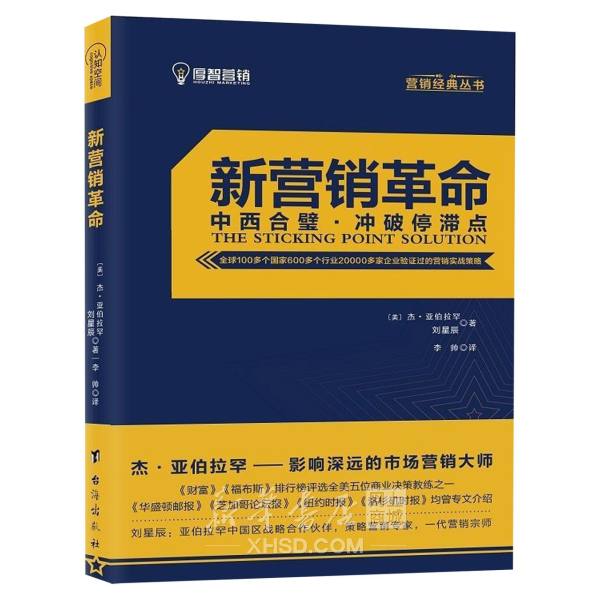 认知空间
新营销革命
[美] 杰·亚伯拉罕 刘星辰◎著 李帅◎译
台海出版社
厚智营销
HOUZHI MARKETING
营销经典丛书
新营销革命
中西合璧·冲破停滞点
THE STICKING POINT SOLUTION
全球100多个国家600多个行业20000多家企业验证过的营销实战策略
[美] 杰·亚伯拉罕
刘星辰 ◎著
李 帅 ◎译
杰·亚伯拉罕——影响深远的市场营销大师
《财富》《福布斯》排行榜评选全美五位商业决策教练之一
《华盛顿邮报》《芝加哥论坛报》《纽约时报》《洛杉矶时报》均曾专文介绍
刘星辰：亚伯拉罕中国区战略合作伙伴，策略营销专家，一代营销宗师
新华书店
XHSD.COM